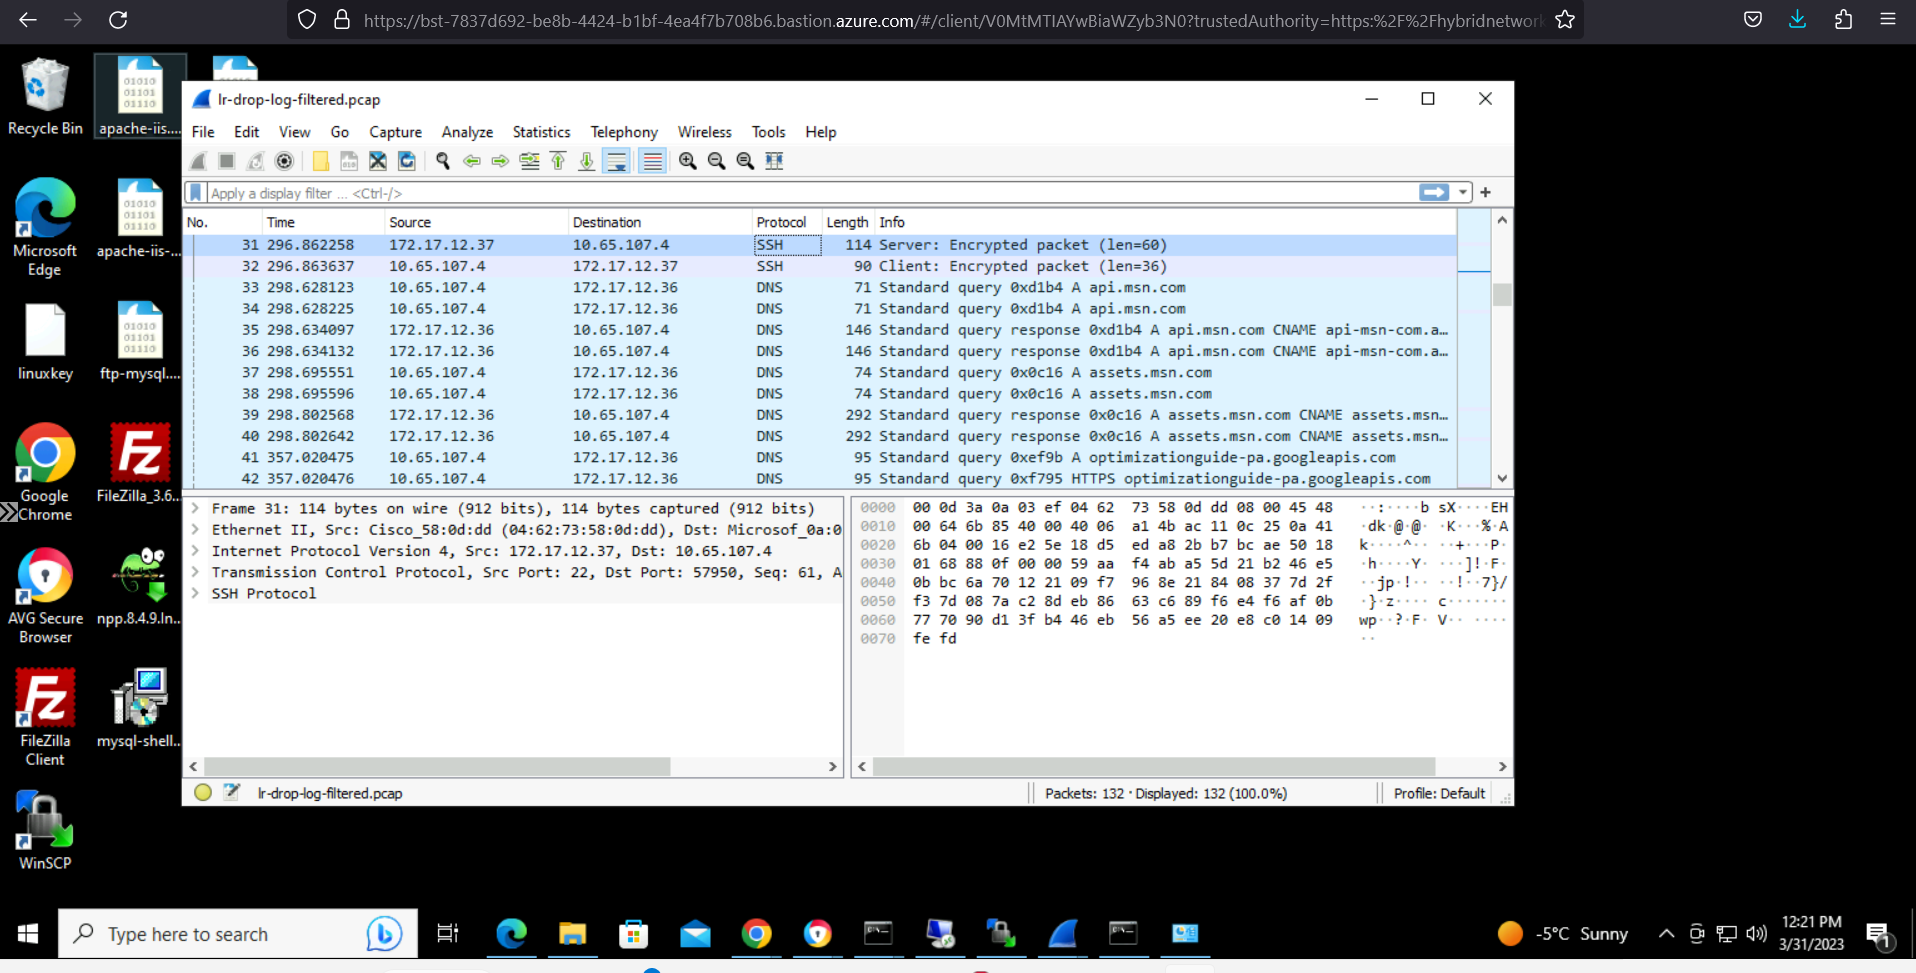 https://bst-7837d692-be8b-4424-b1bf-4ea4f7b708b6.bastion.azure.com/#/client/V0MtMTIAYwBiaWZyb3N0?trustedAuthority=https:%2F%2Fhybridnetwork
Recycle Bin
apache-iis....
Microsoft
Edge
apache-iis-...
linuxkey
ftp-mysql....
Google
Chrome
FileZilla_3.6...
AVG Secure
Browser
npp.8.4.9.In...
FileZilla
Client
mysql-shell...
WinSCP
lr-drop-log-filtered.pcap
File Edit View Go Capture Analyze Statistics Telephony Wireless Tools Help
Apply a display filter ... <Ctrl-/>
No. Time Source Destination Protocol Length Info
31 296.862258 172.17.12.37 10.65.107.4 SSH 114 Server: Encrypted packet (len=60)
32 296.863637 10.65.107.4 172.17.12.37 SSH 90 Client: Encrypted packet (len=36)
33 298.628123 10.65.107.4 172.17.12.36 DNS 71 Standard query 0xd1b4 A api.msn.com
34 298.628225 10.65.107.4 172.17.12.36 DNS 71 Standard query 0xd1b4 A api.msn.com
35 298.634097 172.17.12.36 10.65.107.4 DNS 146 Standard query response 0xd1b4 A api.msn.com CNAME api-msn-com.a…
36 298.634132 172.17.12.36 10.65.107.4 DNS 146 Standard query response 0xd1b4 A api.msn.com CNAME api-msn-com.a…
37 298.695551 10.65.107.4 172.17.12.36 DNS 74 Standard query 0x0c16 A assets.msn.com
38 298.695596 10.65.107.4 172.17.12.36 DNS 74 Standard query 0x0c16 A assets.msn.com
39 298.802568 172.17.12.36 10.65.107.4 DNS 292 Standard query response 0x0c16 A assets.msn.com CNAME assets.msn…
40 298.802642 172.17.12.36 10.65.107.4 DNS 292 Standard query response 0x0c16 A assets.msn.com CNAME assets.msn…
41 357.020475 10.65.107.4 172.17.12.36 DNS 95 Standard query 0xef9b A optimizationguide-pa.googleapis.com
42 357.020476 10.65.107.4 172.17.12.36 DNS 95 Standard query 0xf795 HTTPS optimizationguide-pa.googleapis.com
Frame 31: 114 bytes on wire (912 bits), 114 bytes captured (912 bits)
Ethernet II, Src: Cisco_58:0d:dd (04:62:73:58:0d:dd), Dst: Microsof_0a:0
Internet Protocol Version 4, Src: 172.17.12.37, Dst: 10.65.107.4
Transmission Control Protocol, Src Port: 22, Dst Port: 57950, Seq: 61, A
SSH Protocol
0000 00 0d 3a 0a 03 ef 04 62 73 58 0d dd 08 00 45 48 ··:····b sX····EH
0010 00 64 6b 85 40 00 40 06 a1 4b ac 11 0c 25 0a 41 ·dk·@·@· ·K···%·A
0020 6b 04 00 16 e2 5e 18 d5 ed a8 2b b7 bc ae 50 18 k····^·· ··+···P·
0030 01 68 88 0f 00 00 59 aa f4 ab a5 5d 21 b2 46 e5 ·h····Y· ···]!·F·
0040 0b bc 6a 70 12 21 09 f7 96 8e 21 84 08 37 7d 2f ··jp·!·· ··!··7}/
0050 f3 7d 08 7a c2 8d eb 86 63 c6 89 f6 e4 f6 af 0b ·}·z···· c·······
0060 77 70 90 d1 3f b4 46 eb 56 a5 ee 20 e8 c0 14 09 wp··?·F· V·· ····
0070 fe fd ··
lr-drop-log-filtered.pcap
Packets: 132 · Displayed: 132 (100.0%)
Profile: Default
Type here to search
-5°C Sunny
12:21 PM
3/31/2023
1